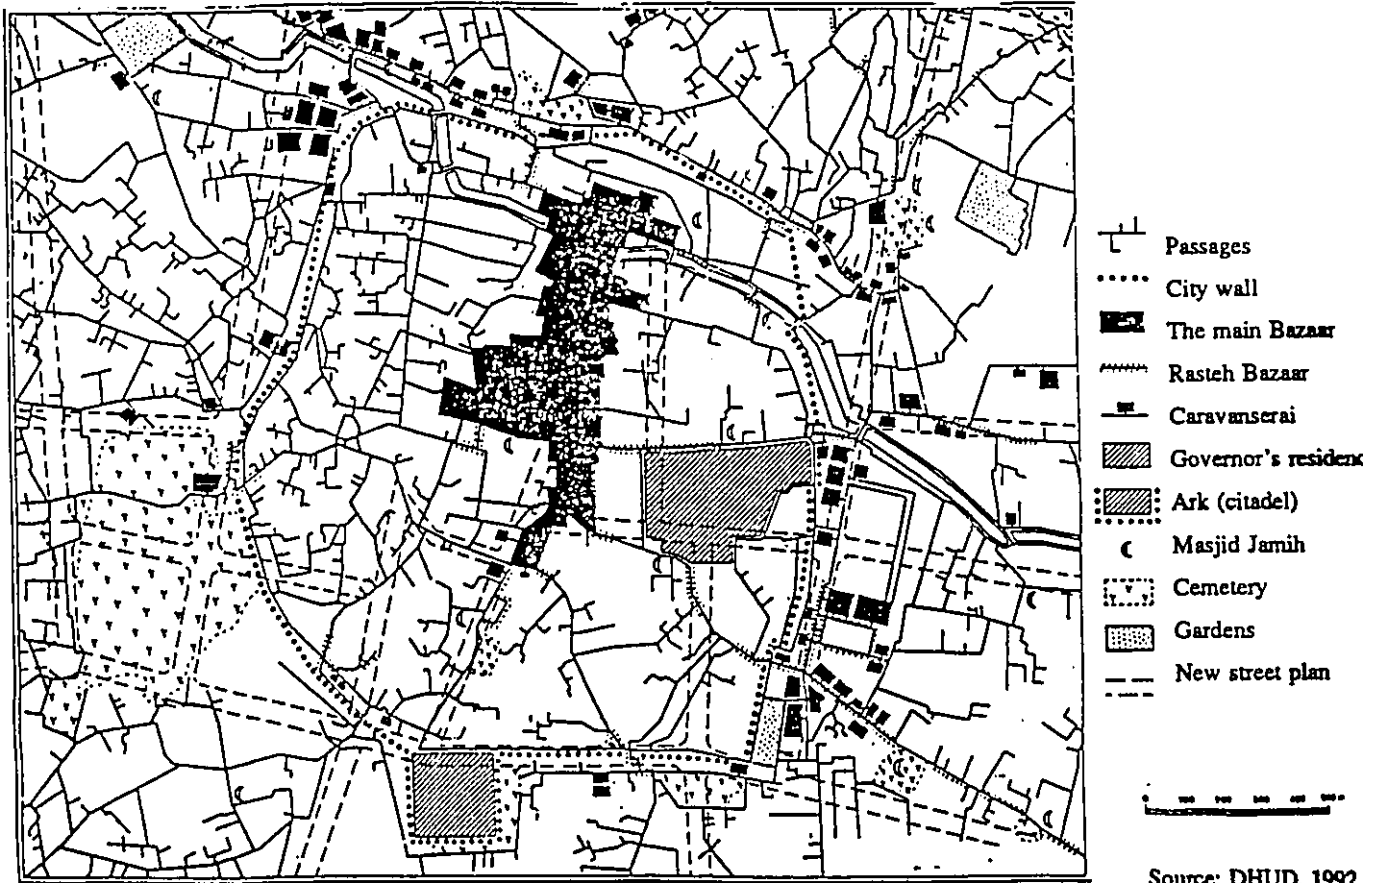 Passages
City wall
The main Bazaar
Rasteh Bazaar
Caravanserai
Governor's residenc
Ark (citadel)
Masjid Jamih
Cemetery
Gardens
New street plan
Source: DHUD, 1992